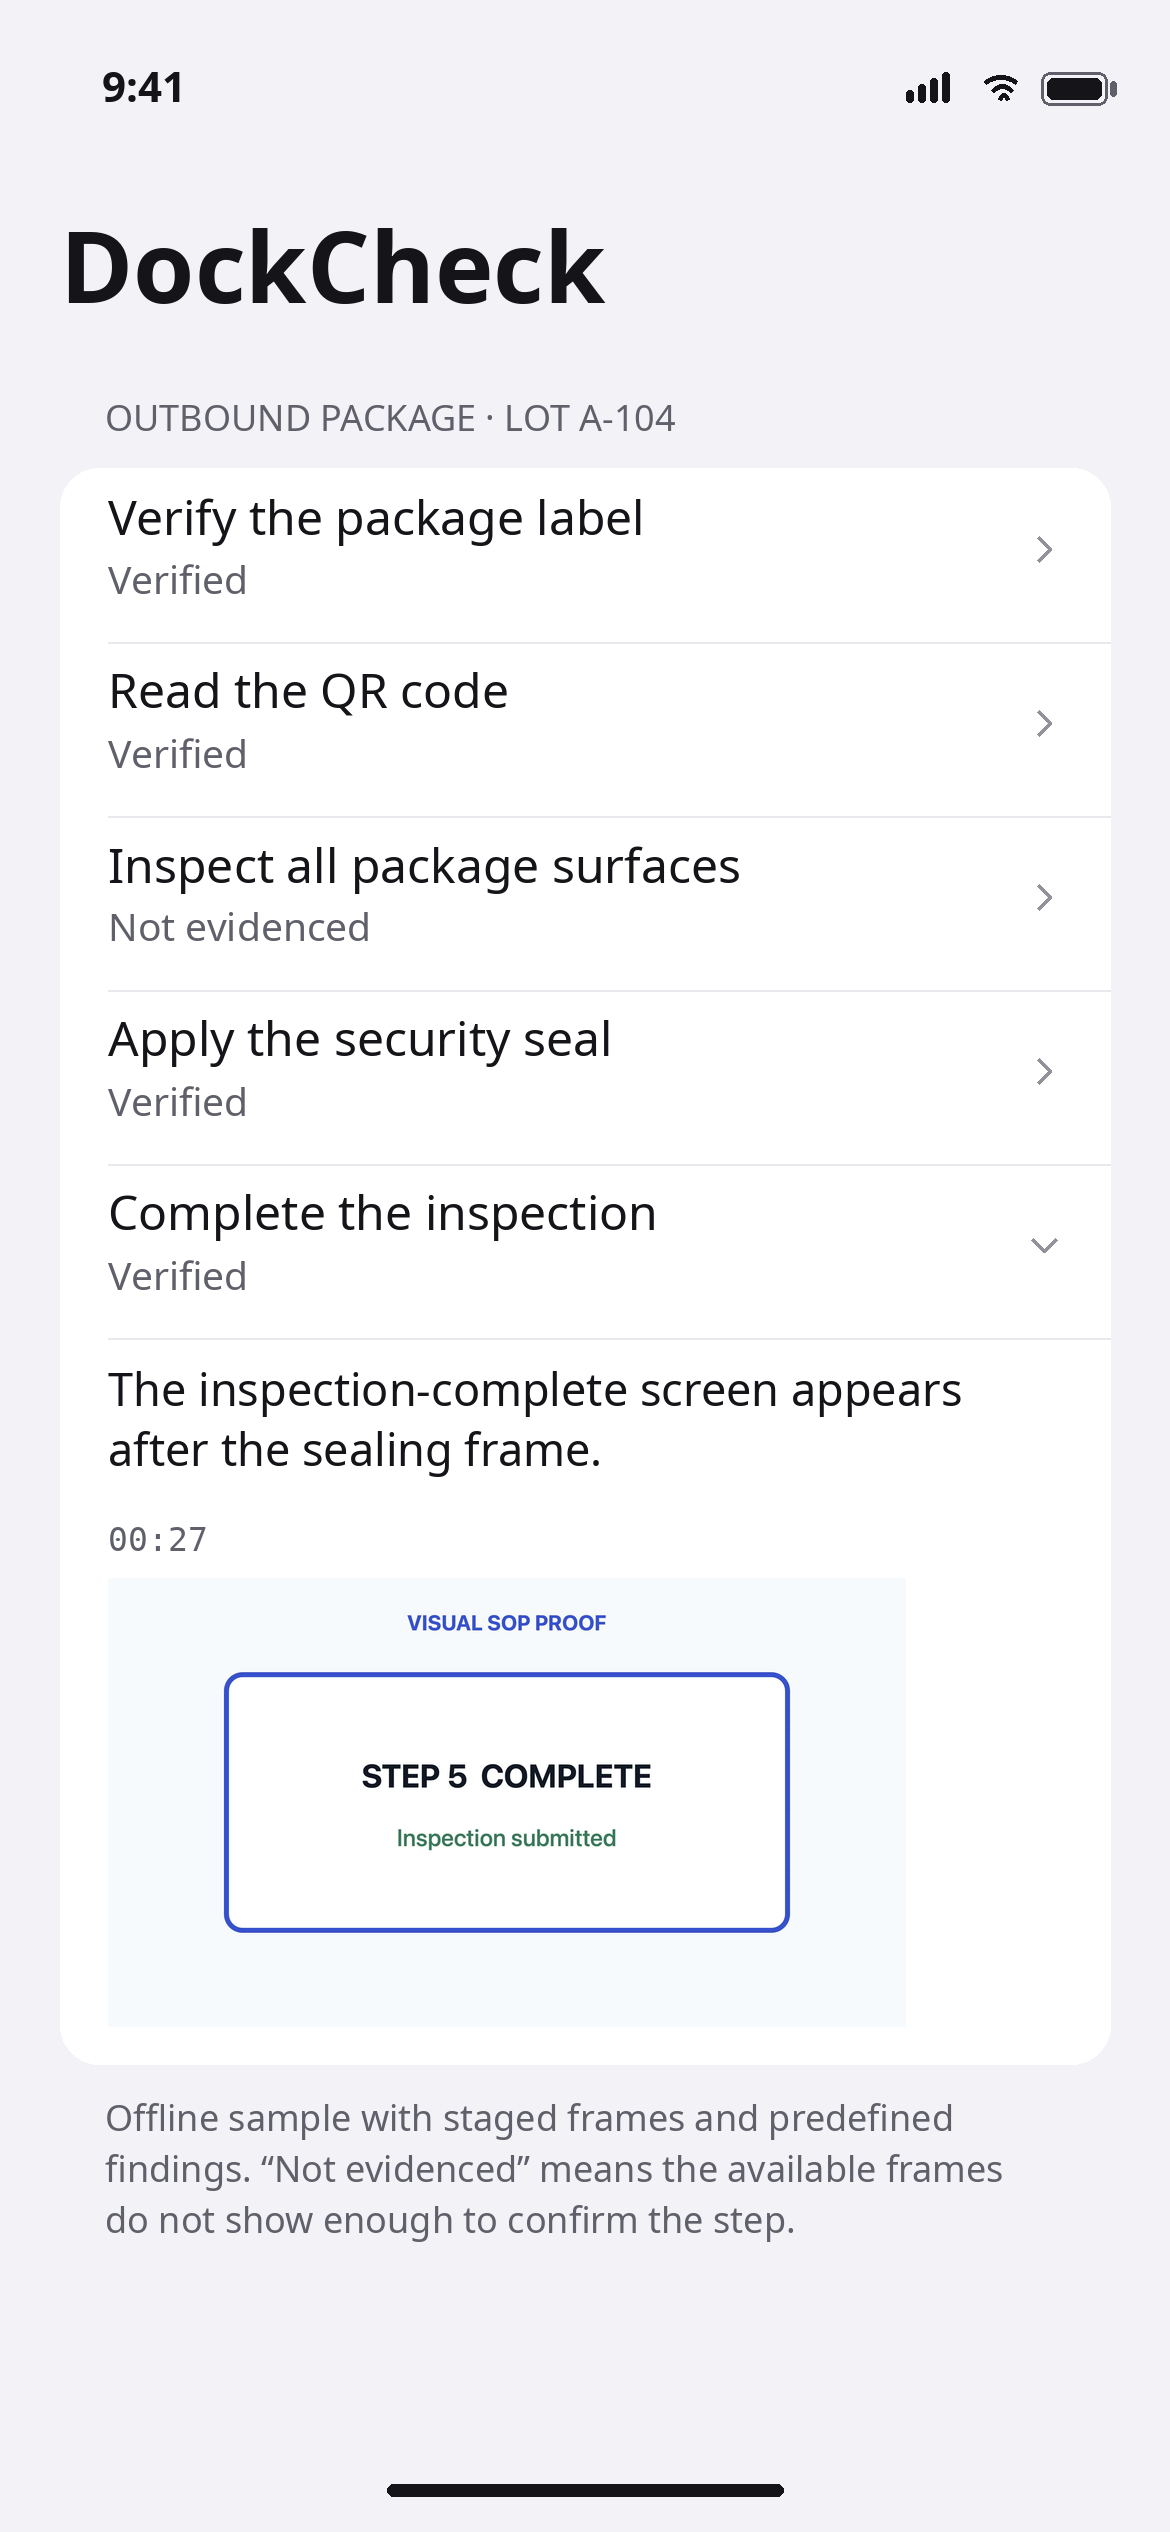 9:41
DockCheck
OUTBOUND PACKAGE · LOT A-104
Verify the package label
Verified
Read the QR code
Verified
Inspect all package surfaces
Not evidenced
Apply the security seal
Verified
Complete the inspection
Verified
The inspection-complete screen appears
after the sealing frame.
00:27
VISUAL SOP PROOF
STEP 5 COMPLETE
Inspection submitted
Offline sample with staged frames and predefined
findings. “Not evidenced” means the available frames
do not show enough to confirm the step.